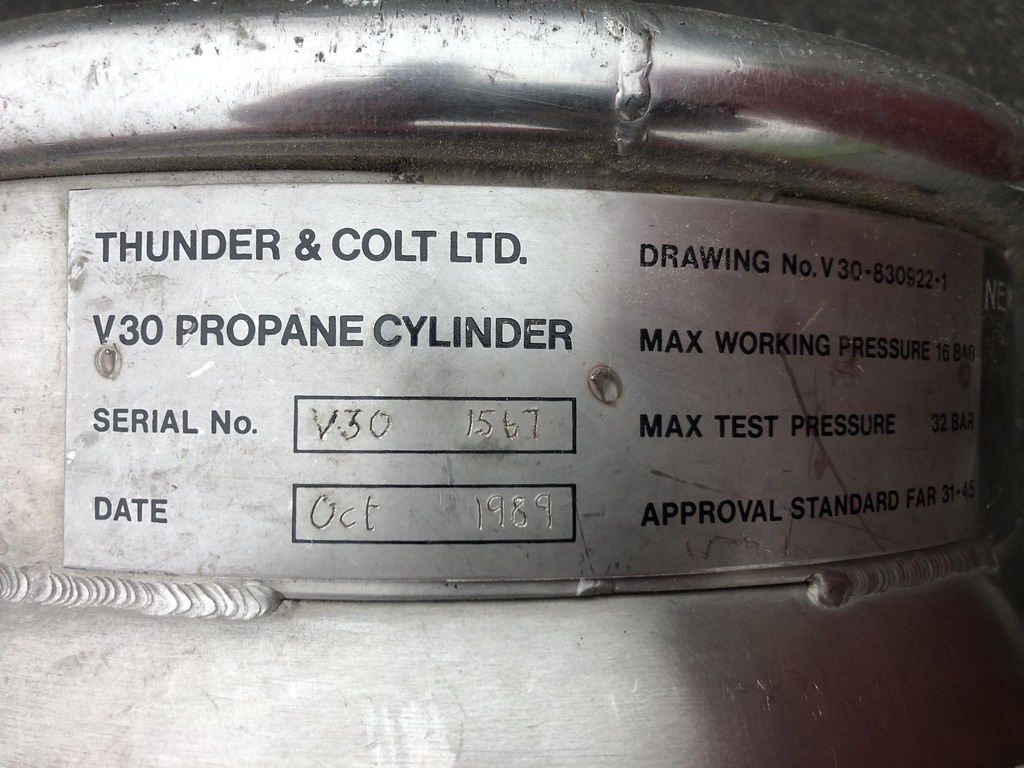 THUNDER & COLT LTD.
V30 PROPANE CYLINDER
SERIAL No. V30 1567
DATE Oct 1989
DRAWING No. V30-830922-1
MAX WORKING PRESSURE 16 BAR
MAX TEST PRESSURE 32 BAR
APPROVAL STANDARD FAR 31-45